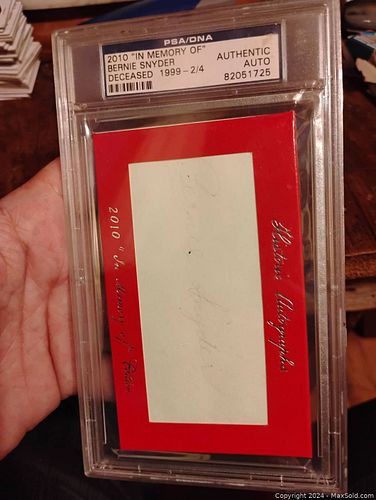 PSA/DNA
2010 "IN MEMORY OF" AUTHENTIC
BERNIE SNYDER AUTO
DECEASED 1999-2/4 82051725
Historic Autographs
2010 "In Memory Of"
Copyright 2024 - MaxSold.com